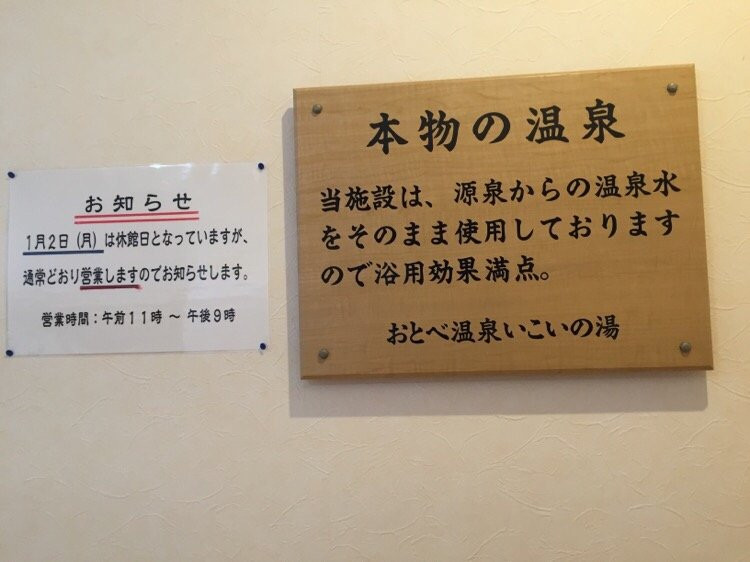 お知らせ
1月2日(月)は休館日となっていますが、
通常どおり営業しますのでお知らせします。
営業時間:午前11時 ~ 午後9時
本物の温泉
当施設は、源泉からの温泉水
をそのまま使用しております
ので浴用効果満点。
おとべ温泉いこいの湯